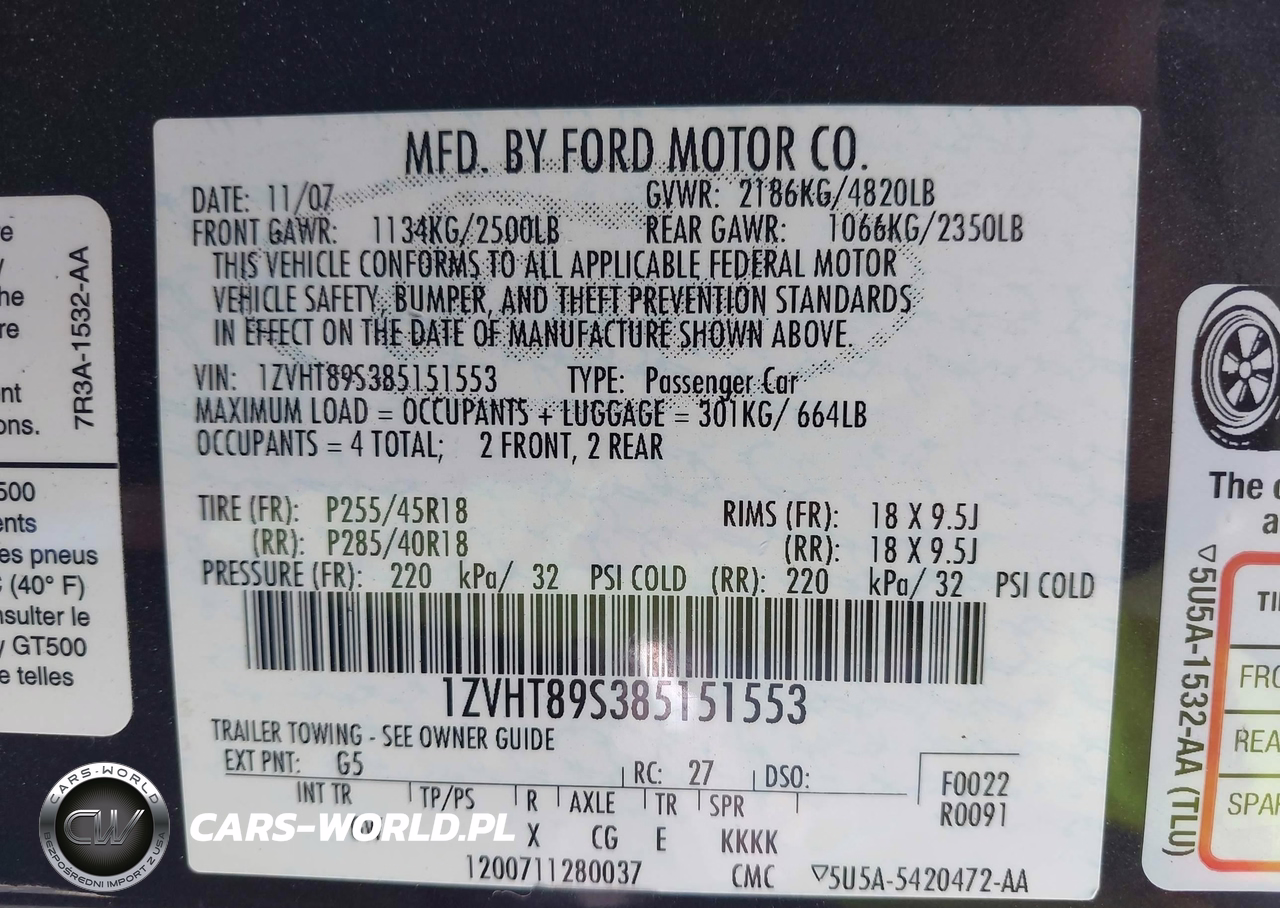 MFD. BY FORD MOTOR CO.
DATE: 11/07 GVWR: 2186KG/4820LB
FRONT GAWR: 1134KG/2500LB REAR GAWR: 1066KG/2350LB
THIS VEHICLE CONFORMS TO ALL APPLICABLE FEDERAL MOTOR
VEHICLE SAFETY, BUMPER, AND THEFT PREVENTION STANDARDS
IN EFFECT ON THE DATE OF MANUFACTURE SHOWN ABOVE.
VIN: 1ZVHT89S385151553 TYPE: Passenger Car
MAXIMUM LOAD = OCCUPANTS + LUGGAGE = 301KG/ 664LB
OCCUPANTS = 4 TOTAL; 2 FRONT, 2 REAR
TIRE (FR): P255/45R18 RIMS (FR): 18 X 9.5J
(RR): P285/40R18 (RR): 18 X 9.5J
PRESSURE (FR): 220 kPa/ 32 PSI COLD (RR): 220 kPa/ 32 PSI COLD
1ZVHT89S385151553
TRAILER TOWING - SEE OWNER GUIDE
EXT PNT: G5 RC: 27 DSO:
F0022
R0091
INT TR TP/PS R AXLE TR SPR
X CG E KKKK
1200711280037 CMC ▽5U5A-5420472-AA
7R3A-1532-AA
ons.
500
es pneus
(40° F)
nsulter le
y GT500
e telles
The
▽5U5A-1532-AA (TLU)
CARS-WORLD
CW
BEZPOŚREDNI IMPORT Z USA
CARS-WORLD.PL